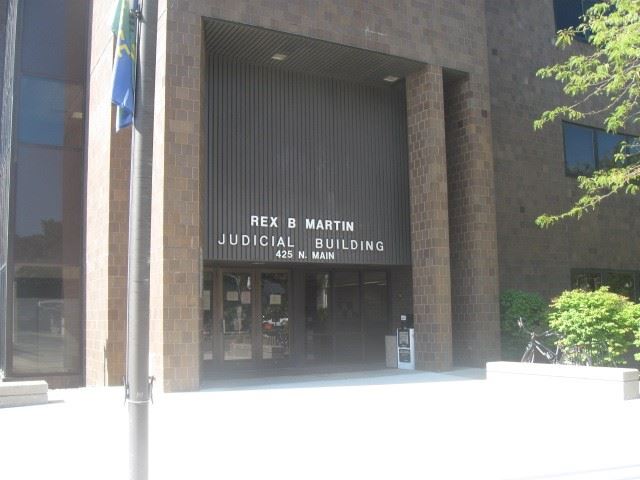 REX B MARTIN
JUDICIAL BUILDING
425 N. MAIN